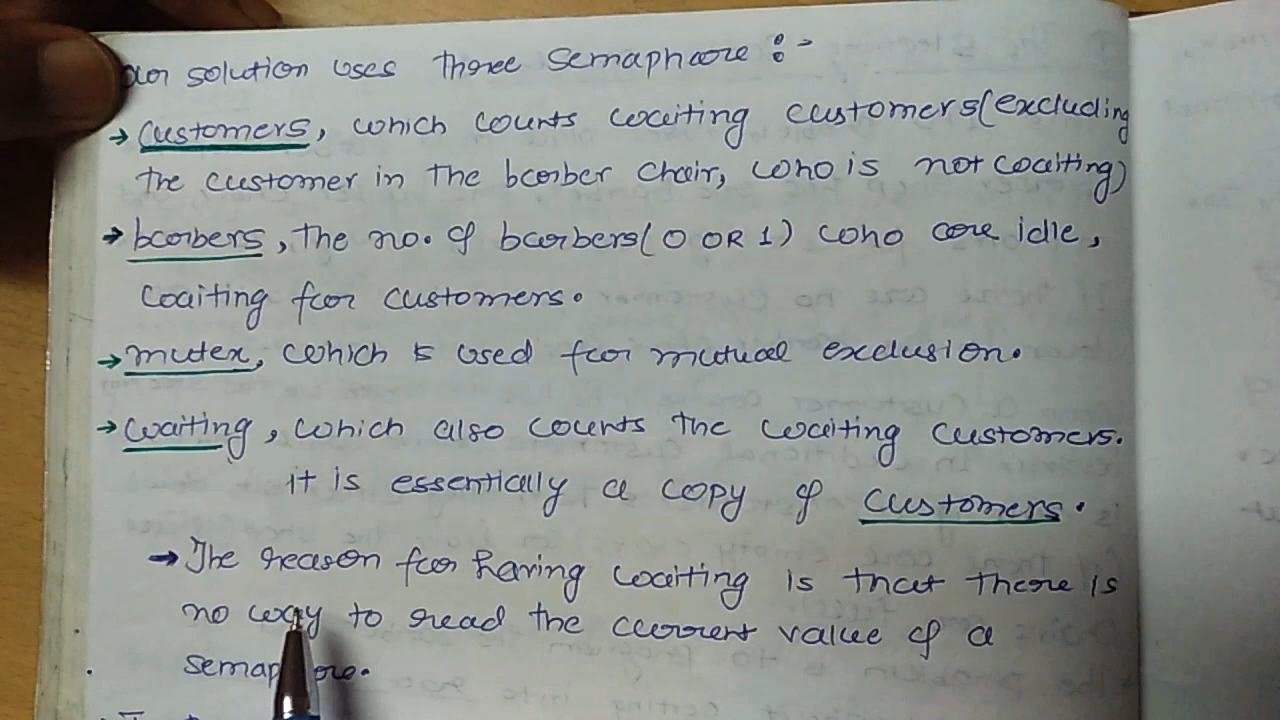 our solution uses three semaphore :-
→ customers, which counts waiting customers(excluding
the customer in the barber chair, who is not waiting)
→ barbers, the no. of barbers(0 OR 1) who are idle,
waiting for customers.
→ mutex, which is used for mutual exclusion.
→ waiting, which also counts the waiting customers.
it is essentially a copy of customers.
→ The reason for having waiting is that there is
no way to read the current value of a
semaphore.